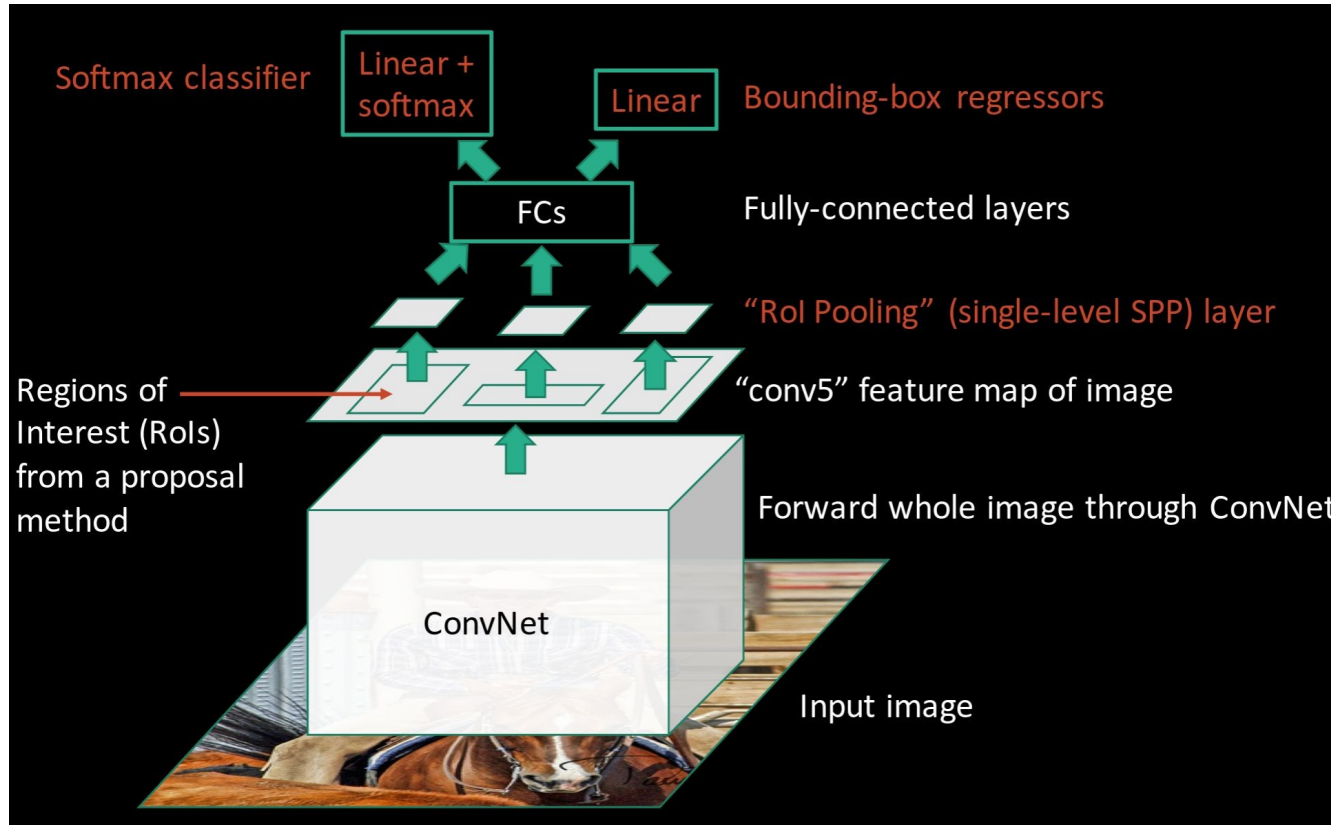 Softmax classifier
Linear +
softmax
Linear
Bounding-box regressors
FCs
Fully-connected layers
“RoI Pooling” (single-level SPP) layer
Regions of
Interest (RoIs)
from a proposal
method
“conv5” feature map of image
Forward whole image through ConvNet
ConvNet
Input image